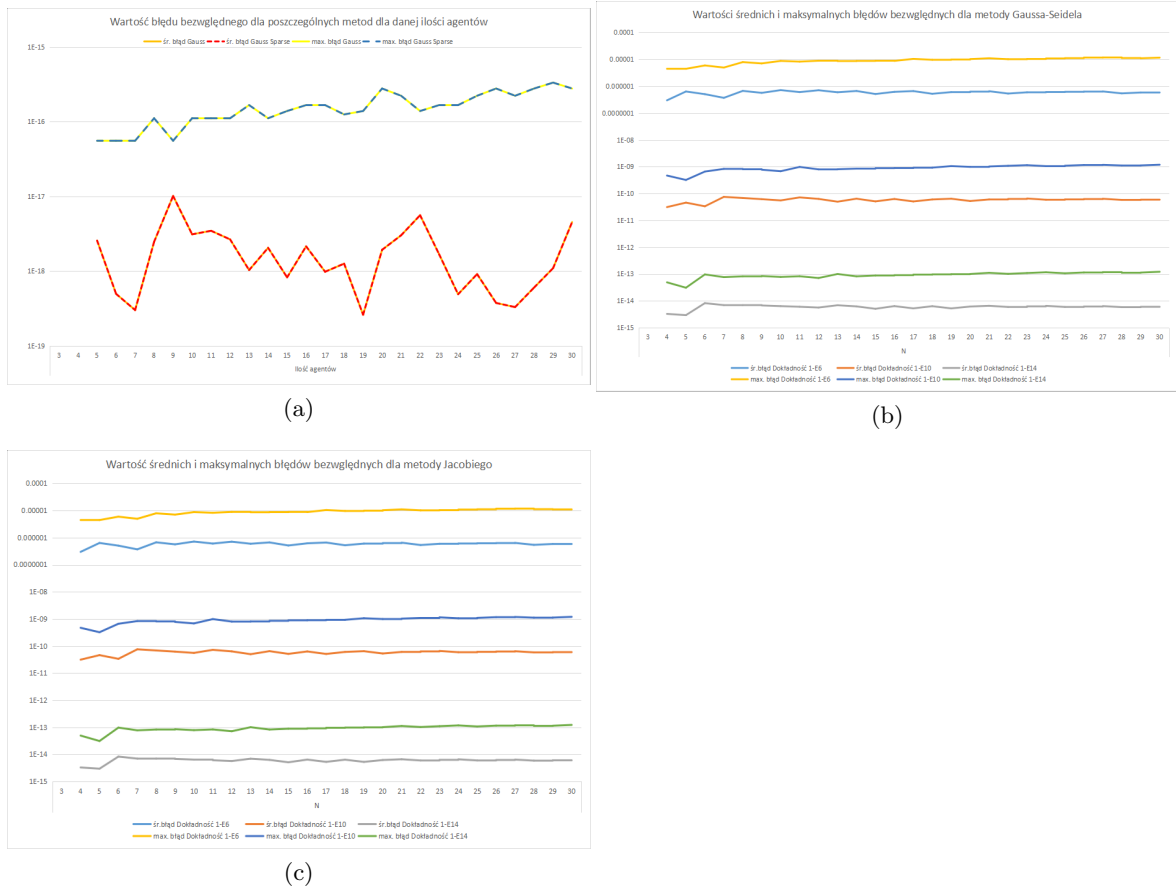 Wartość błędu bezwględnego dla poszczególnych metod dla danej ilości agentów
śr. błąd Gauss śr. błąd Gauss Sparse max. błąd Gauss max. błąd Gauss Sparse
1E-15
1E-16
1E-17
1E-18
1E-19
3 4 5 6 7 8 9 10 11 12 13 14 15 16 17 18 19 20 21 22 23 24 25 26 27 28 29 30
Ilość agentów
(a)
Wartości średnich i maksymalnych błędów bezwględnych dla metody Gaussa-Seidela
0.0001
0.00001
0.000001
0.0000001
1E-08
1E-09
1E-10
1E-11
1E-12
1E-13
1E-14
1E-15
3 4 5 6 7 8 9 10 11 12 13 14 15 16 17 18 19 20 21 22 23 24 25 26 27 28 29 30
N
śr.błąd Dokładność 1-E6 śr.błąd Dokładność 1-E10 śr.błąd Dokładność 1-E14
max. błąd Dokładność 1-E6 max. błąd Dokładność 1-E10 max. błąd Dokładność 1-E14
(b)
Wartość średnich i maksymalnych błędów bezwględnych dla metody Jacobiego
0.0001
0.00001
0.000001
0.0000001
1E-08
1E-09
1E-10
1E-11
1E-12
1E-13
1E-14
1E-15
3 4 5 6 7 8 9 10 11 12 13 14 15 16 17 18 19 20 21 22 23 24 25 26 27 28 29 30
N
śr.błąd Dokładność 1-E6 śr.błąd Dokładność 1-E10 śr.błąd Dokładność 1-E14
max. błąd Dokładność 1-E6 max. błąd Dokładność 1-E10 max. błąd Dokładność 1-E14
(c)